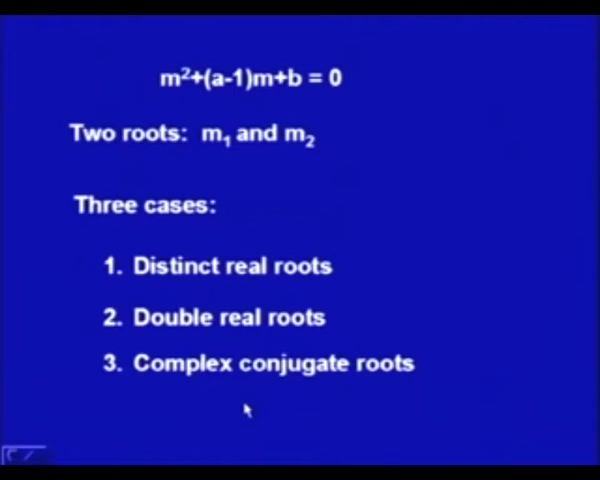 m²+(a-1)m+b = 0
Two roots: m₁ and m₂
Three cases:
1. Distinct real roots
2. Double real roots
3. Complex conjugate roots